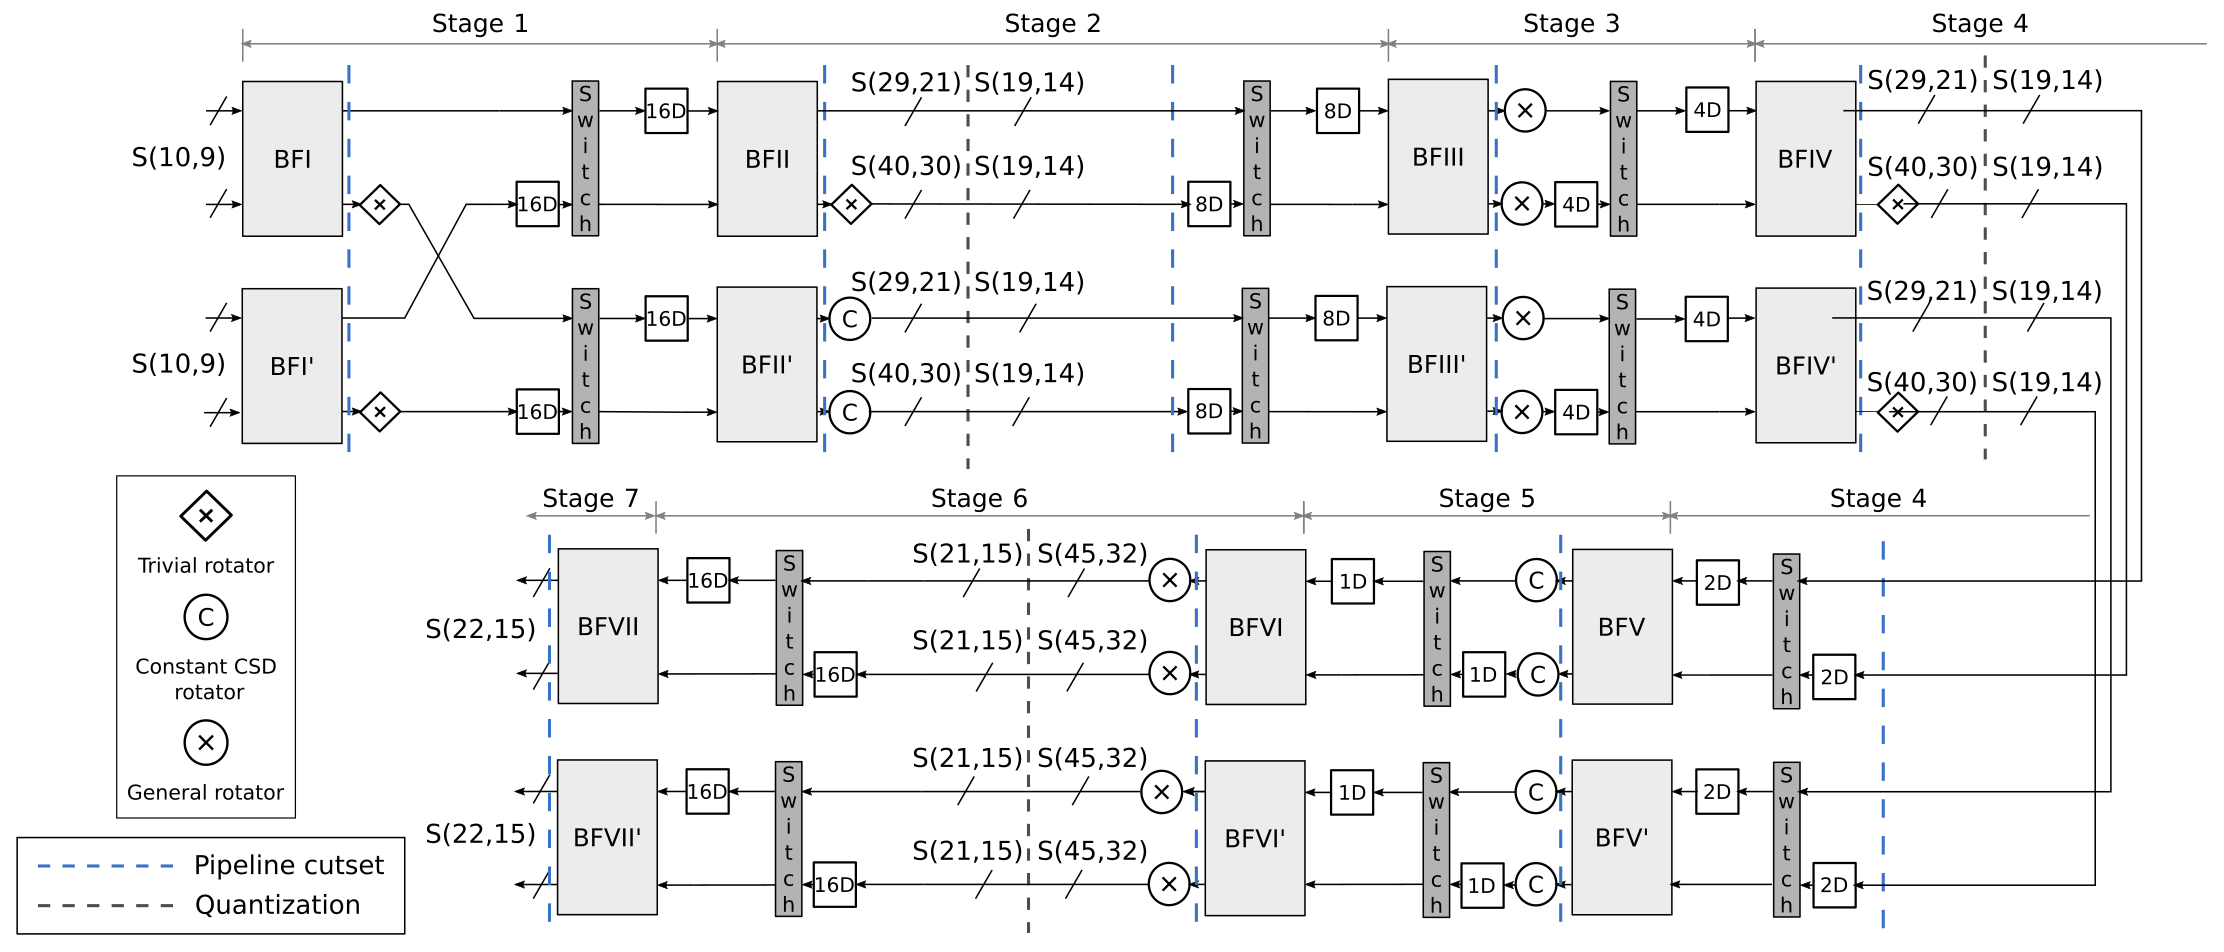 Stage 1 Stage 2 Stage 3 Stage 4
S(29,21) S(19,14) S(29,21) S(19,14)
BFI Switch 16D BFII Switch 8D BFIII × Switch 4D BFIV
S(10,9)
S(40,30) S(19,14) S(40,30) S(19,14)
× 16D × 8D × 4D ×
S(29,21) S(19,14) S(29,21) S(19,14)
BFI' Switch 16D BFII' C Switch 8D BFIII' × Switch 4D BFIV'
S(10,9)
S(40,30) S(19,14) S(40,30) S(19,14)
× 16D C 8D × 4D ×
Stage 7 Stage 6 Stage 5 Stage 4
S(21,15) S(45,32)
BFVII 16D Switch × BFVI 1D Switch C BFV 2D Switch
S(22,15)
S(21,15) S(45,32)
16D × 1D C 2D
S(21,15) S(45,32)
BFVII' 16D Switch × BFVI' 1D Switch C BFV' 2D Switch
S(22,15)
S(21,15) S(45,32)
16D × 1D C 2D
×
Trivial rotator
C
Constant CSD
rotator
×
General rotator
Pipeline cutset
Quantization